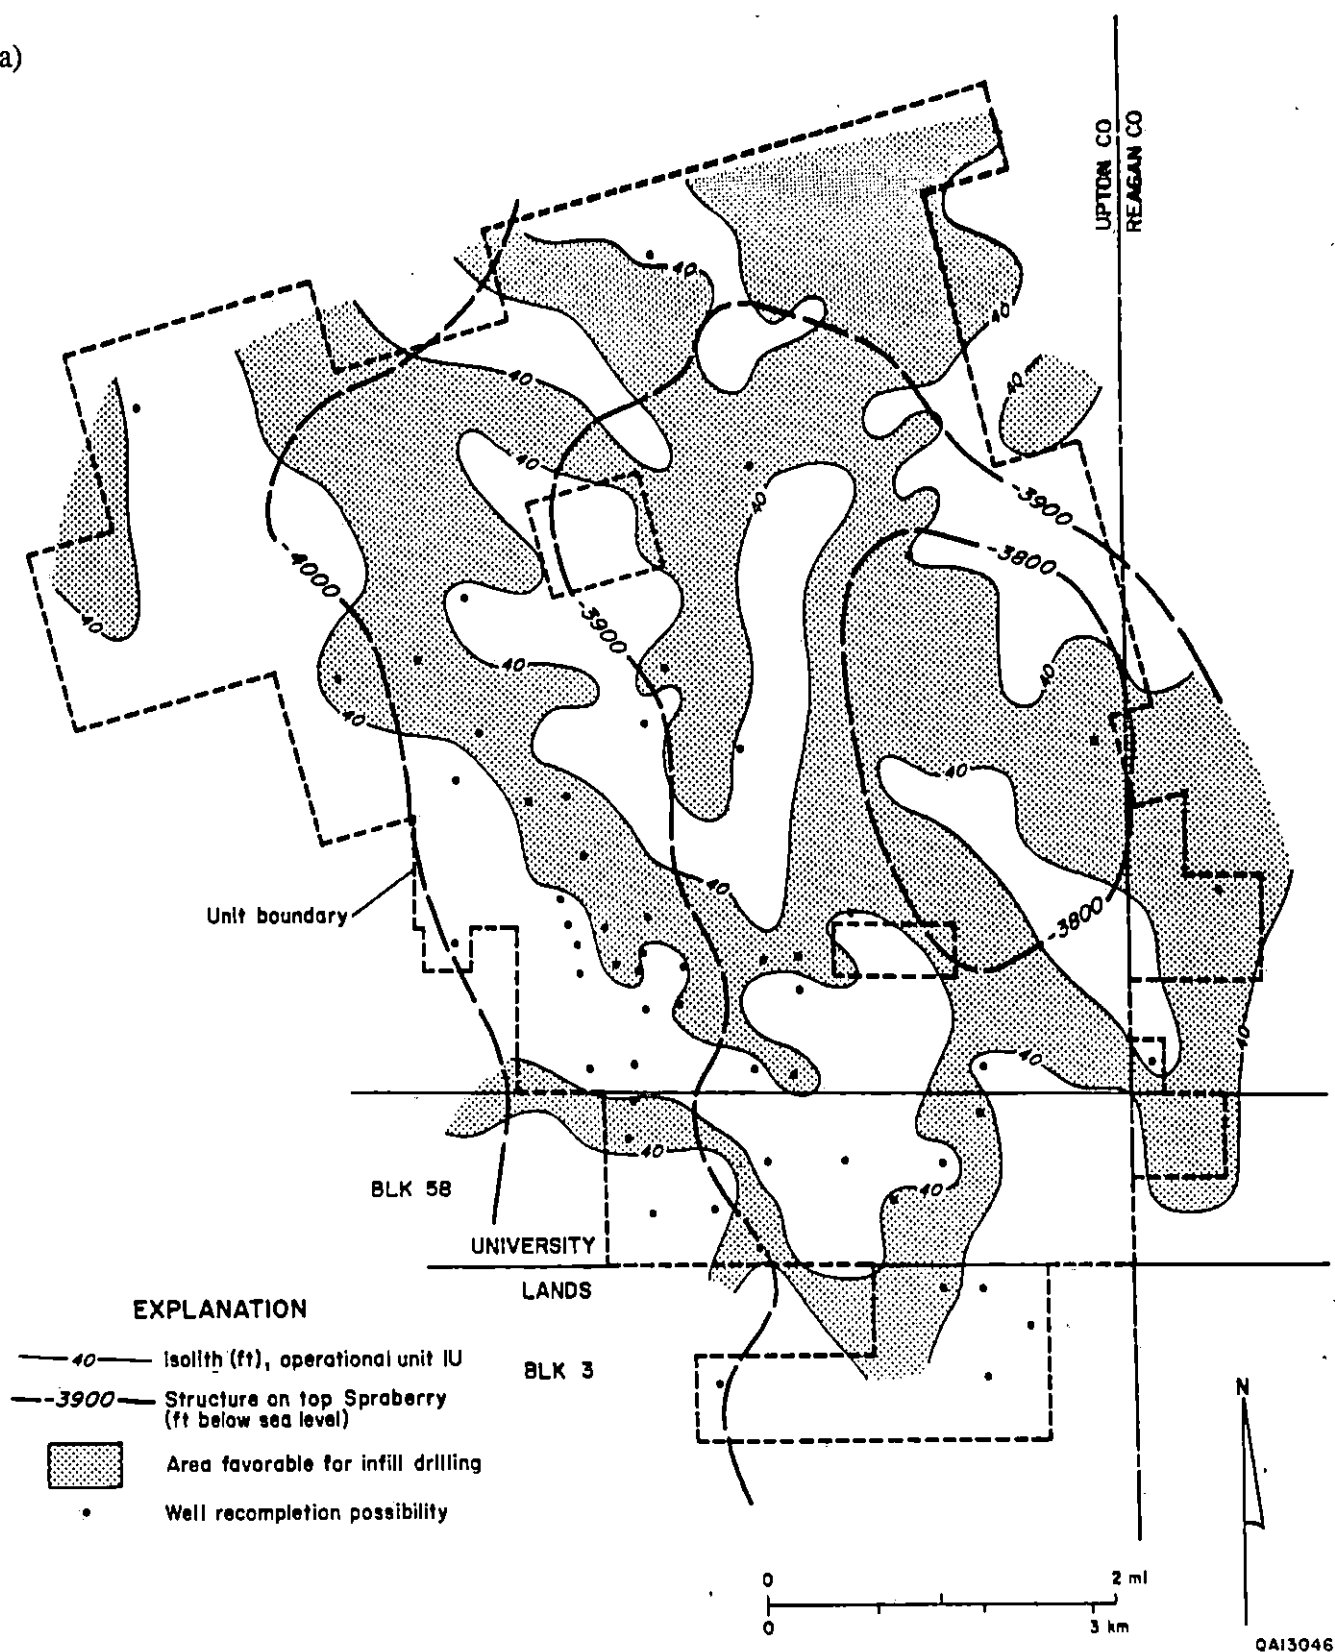 a)
UPTON CO
REAGAN CO
40
40
40
40
40
-3900
-3800
40
-4000
-3900
40
40
40
40
40
40
-3800
Unit boundary
40
40
40
40
BLK 58
UNIVERSITY
LANDS
BLK 3
EXPLANATION
40 Isolith (ft), operational unit IU
-3900 Structure on top Spraberry
(ft below sea level)
Area favorable for infill drilling
Well recompletion possibility
N
0 2 mi
0 3 km
QA13046